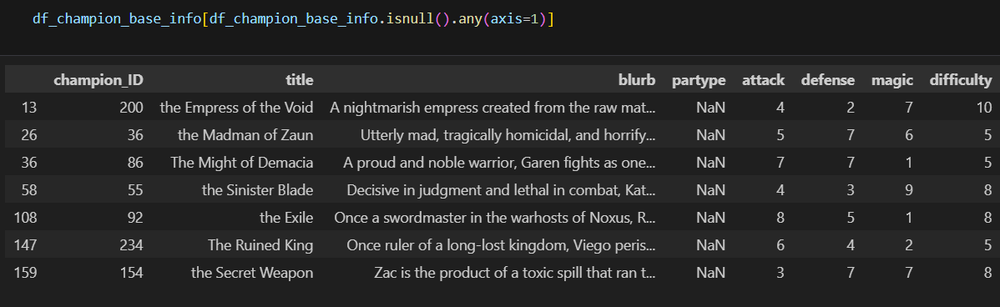 df_champion_base_info[df_champion_base_info.isnull().any(axis=1)]
champion_ID title blurb partype attack defense magic difficulty
13 200 the Empress of the Void A nightmarish empress created from the raw mat... NaN 4 2 7 10
26 36 the Madman of Zaun Utterly mad, tragically homicidal, and horrify... NaN 5 7 6 5
36 86 The Might of Demacia A proud and noble warrior, Garen fights as one... NaN 7 7 1 5
58 55 the Sinister Blade Decisive in judgment and lethal in combat, Kat... NaN 4 3 9 8
108 92 the Exile Once a swordmaster in the warhosts of Noxus, R... NaN 8 5 1 8
147 234 The Ruined King Once ruler of a long-lost kingdom, Viego peris... NaN 6 4 2 5
159 154 the Secret Weapon Zac is the product of a toxic spill that ran t... NaN 3 7 7 8